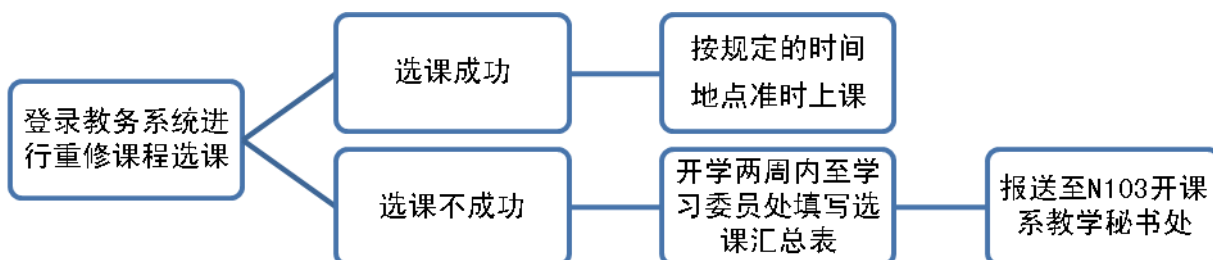 登录教务系统进
行重修课程选课
选课成功
按规定的时间
地点准时上课
选课不成功
开学两周内至学
习委员处填写选
课汇总表
报送至N103开课
系教学秘书处